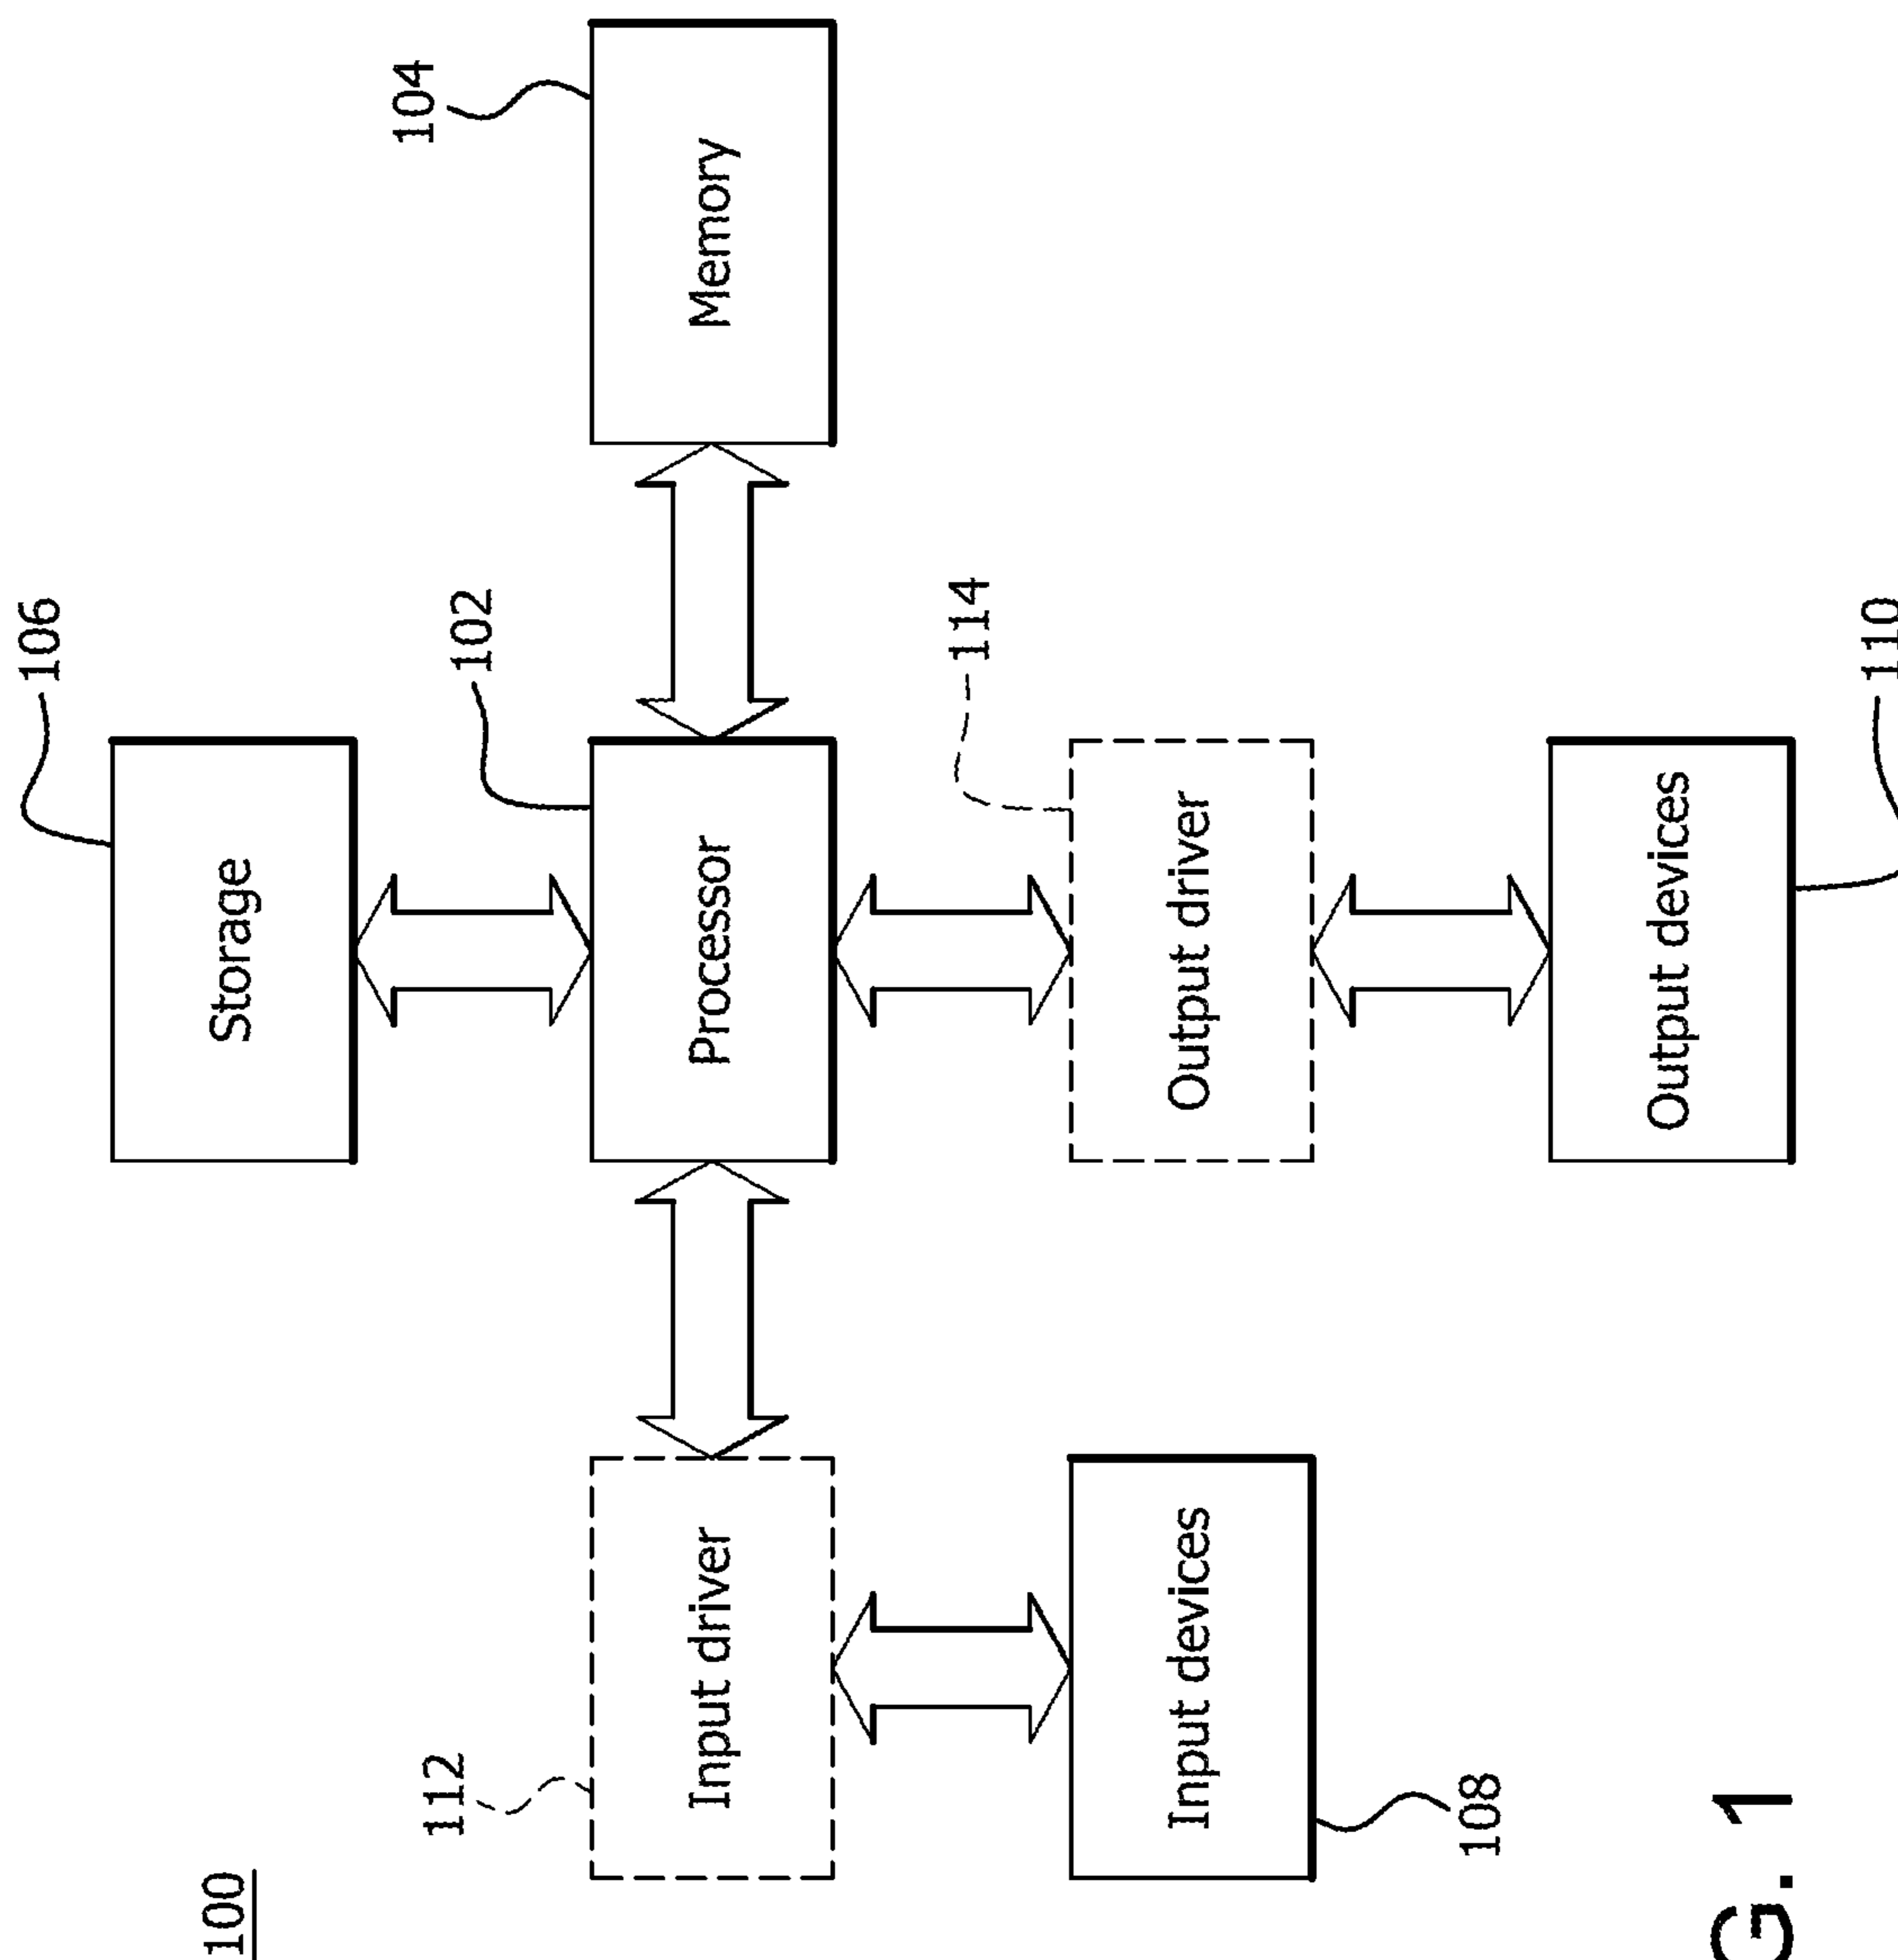 106
100
Storage
104
112
102
Input driver
Processor
Memory
114
Input devices
Output driver
108
Output devices
G. 1
110